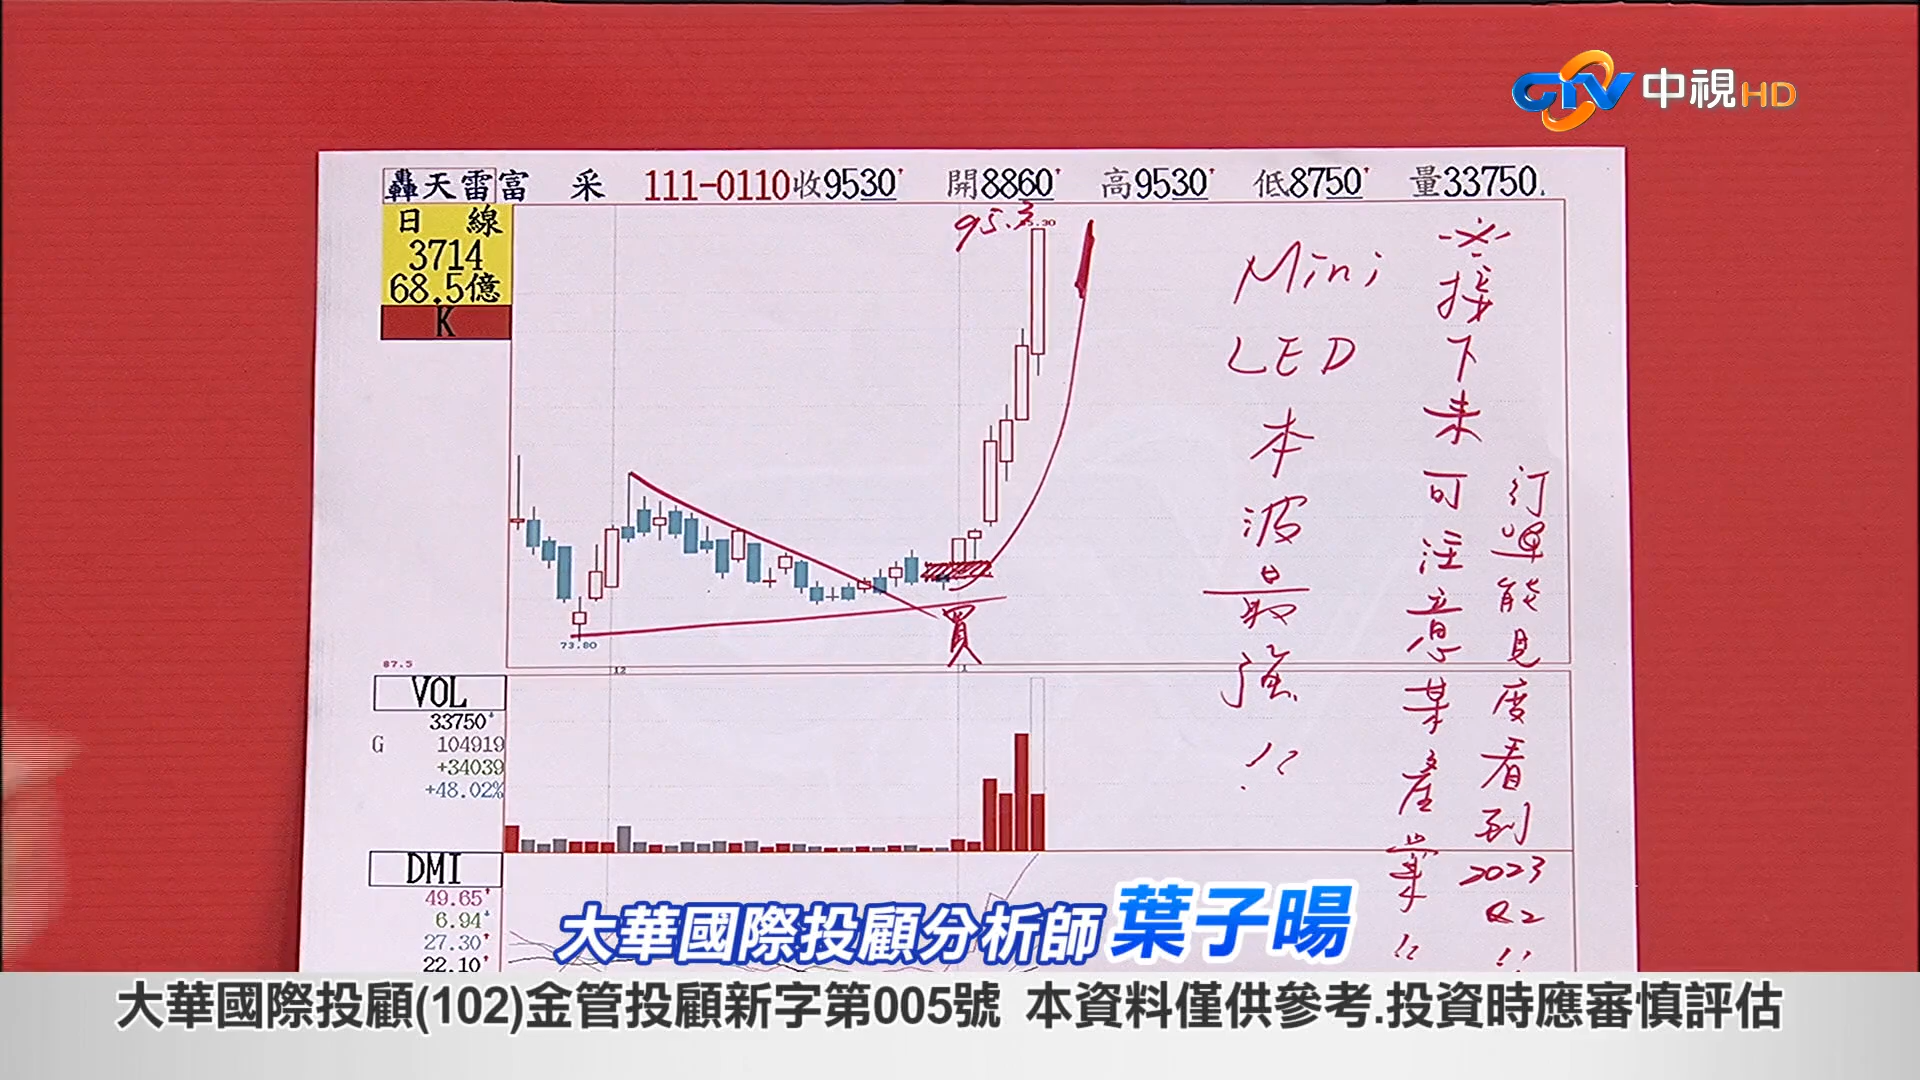 CTV 中視HD
轟天雷富 采 111-0110 收9530 開8860 高9530 低8750 量33750
日 線
3714
68.5億
K
95.3
73.80
買
87.5
12
1
Mini
LED
本波最強!!
※接下来可注意某產業!!
訂單能見度看到2023 Q2!!
VOL
33750
G 104919
+34039
+48.02%
DMI
49.65
6.94
27.30
22.10
大華國際投顧分析師 葉子暘
大華國際投顧(102)金管投顧新字第005號 本資料僅供參考.投資時應審慎評估